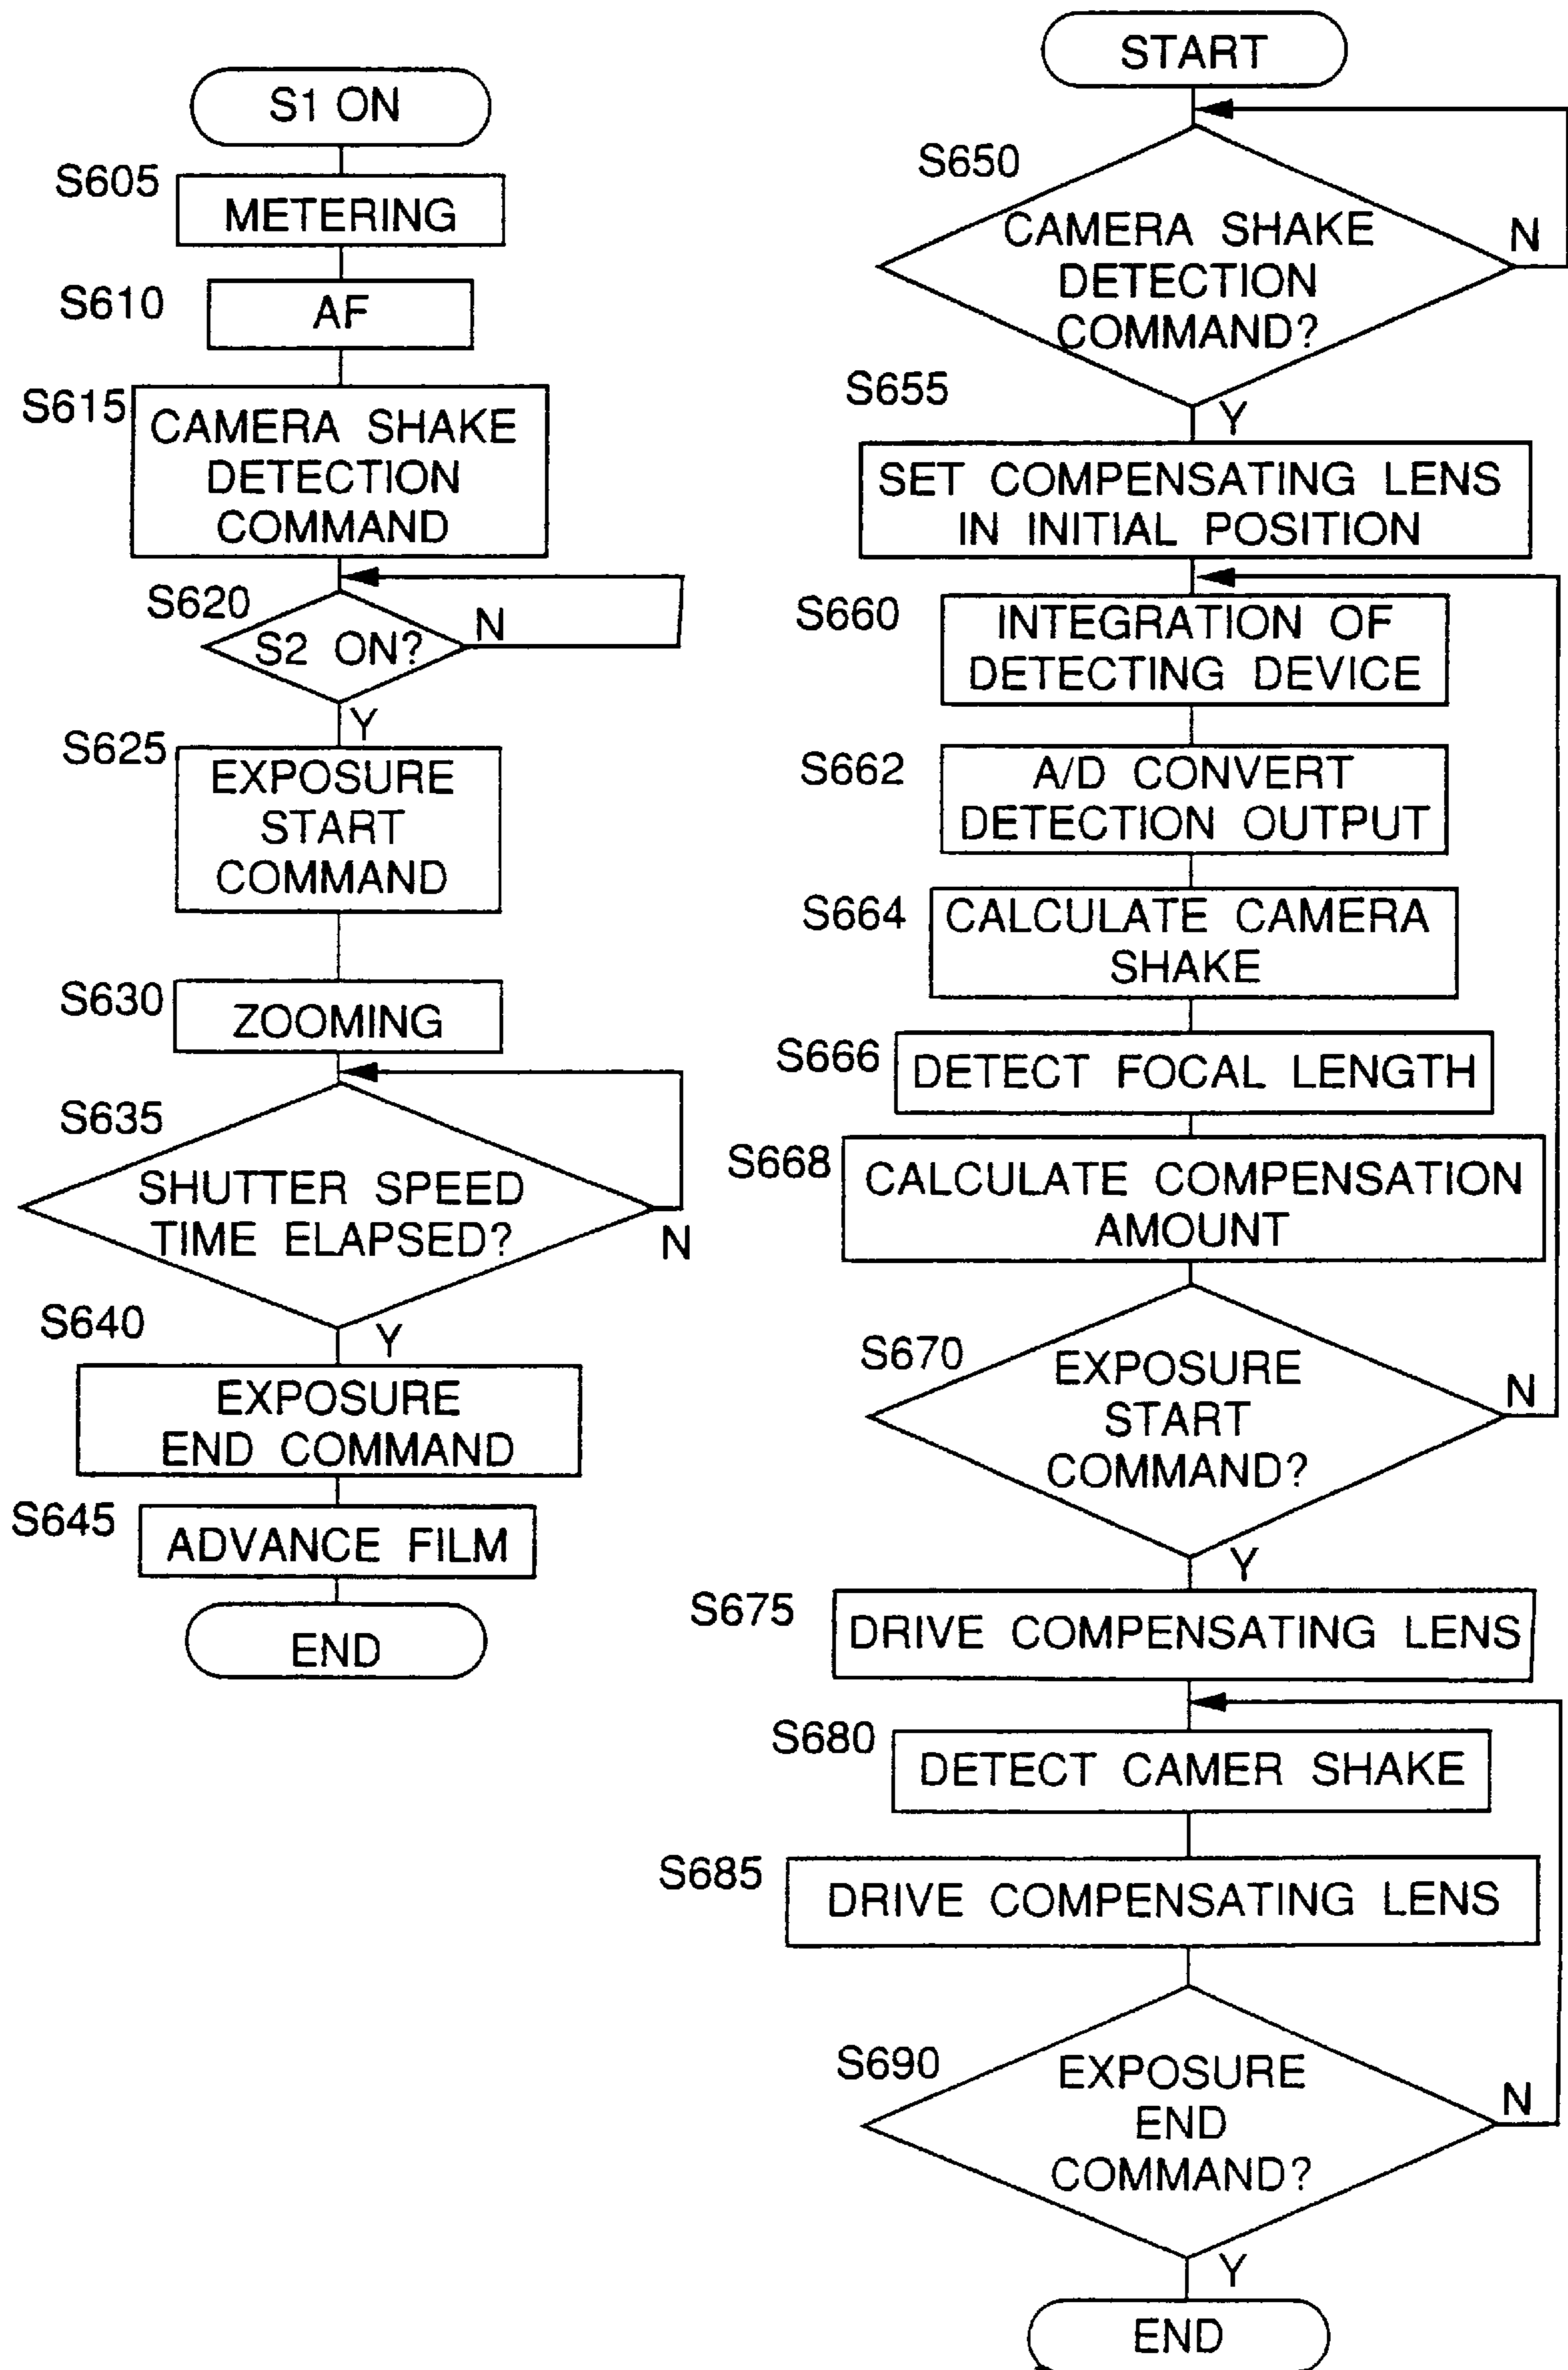 S1 ON
S605
METERING
S610
AF
S615
CAMERA SHAKE
DETECTION
COMMAND
S620
S2 ON?
N
Y
S625
EXPOSURE
START
COMMAND
S630
ZOOMING
S635
SHUTTER SPEED
TIME ELAPSED?
N
Y
S640
EXPOSURE
END COMMAND
S645
ADVANCE FILM
END
START
S650
CAMERA SHAKE
DETECTION
COMMAND?
N
Y
S655
SET COMPENSATING LENS
IN INITIAL POSITION
S660
INTEGRATION OF
DETECTING DEVICE
S662
A/D CONVERT
DETECTION OUTPUT
S664
CALCULATE CAMERA
SHAKE
S666
DETECT FOCAL LENGTH
S668
CALCULATE COMPENSATION
AMOUNT
S670
EXPOSURE
START
COMMAND?
N
Y
S675
DRIVE COMPENSATING LENS
S680
DETECT CAMER SHAKE
S685
DRIVE COMPENSATING LENS
S690
EXPOSURE
END
COMMAND?
N
Y
END